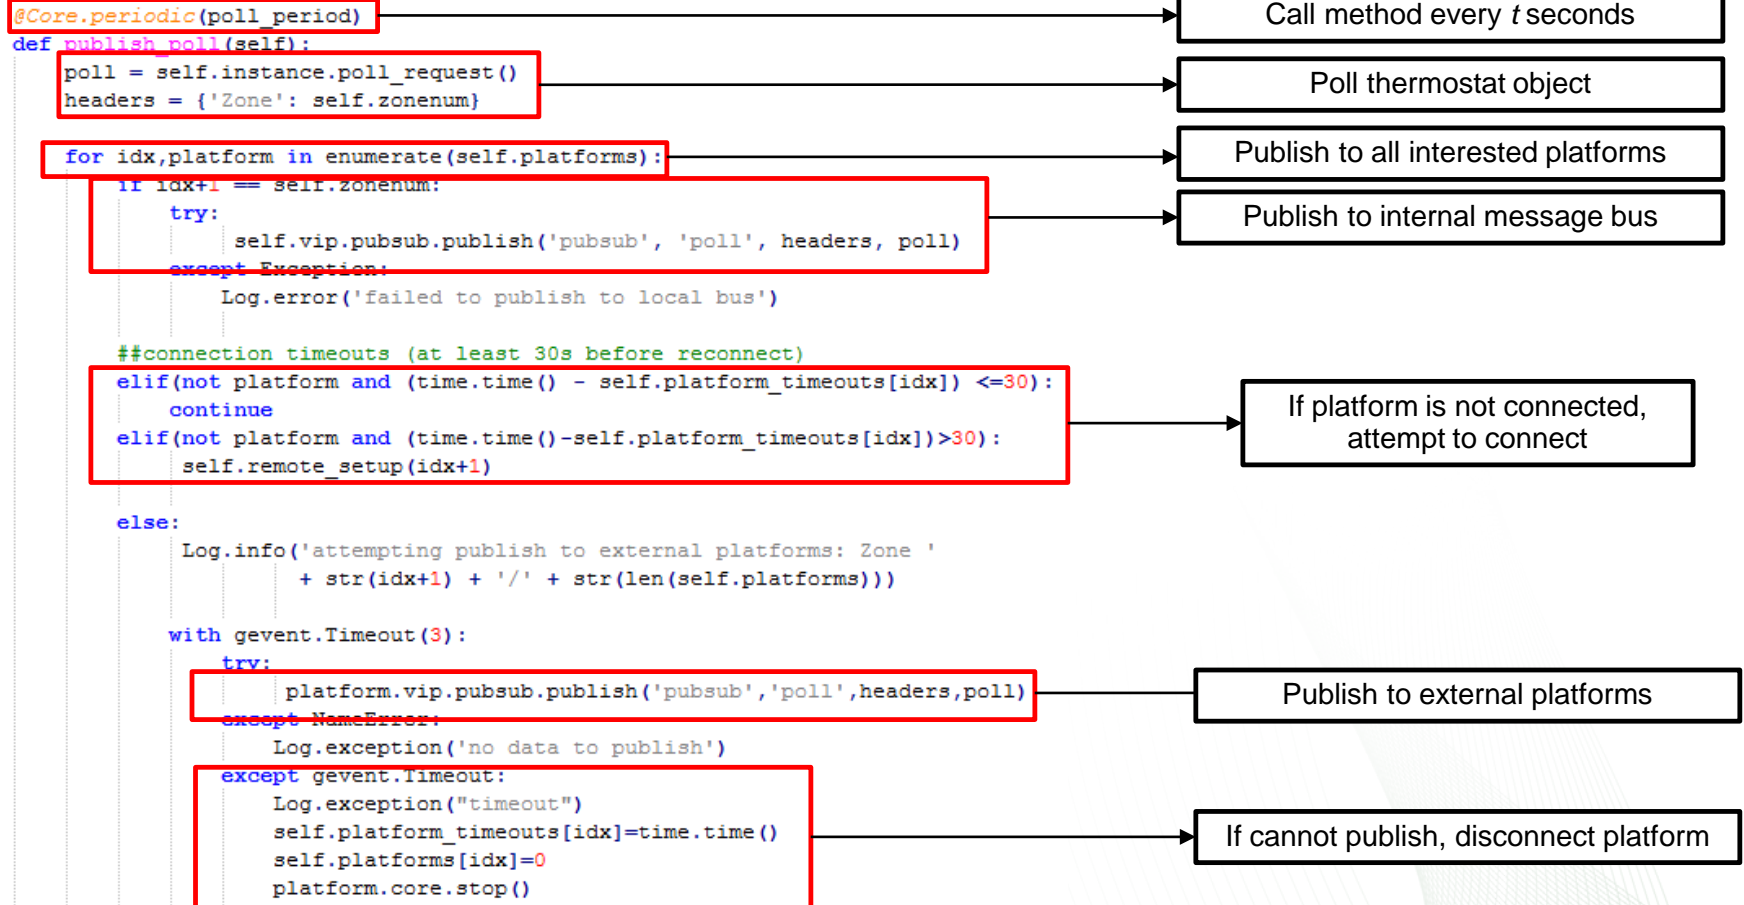 @Core.periodic(poll_period)
Call method every t seconds
def publish_poll(self):
poll = self.instance.poll_request()
headers = {'Zone': self.zonenum}
Poll thermostat object
for idx,platform in enumerate(self.platforms):
Publish to all interested platforms
if idx+1 == self.zonenum:
try:
self.vip.pubsub.publish('pubsub', 'poll', headers, poll)
Publish to internal message bus
except Exception:
Log.error('failed to publish to local bus')
##connection timeouts (at least 30s before reconnect)
elif(not platform and (time.time() - self.platform_timeouts[idx]) <=30):
continue
elif(not platform and (time.time()-self.platform_timeouts[idx])>30):
self.remote_setup(idx+1)
If platform is not connected,
attempt to connect
else:
Log.info('attempting publish to external platforms: Zone '
+ str(idx+1) + '/' + str(len(self.platforms)))
with gevent.Timeout(3):
try:
platform.vip.pubsub.publish('pubsub','poll',headers,poll)
Publish to external platforms
except NameError:
Log.exception('no data to publish')
except gevent.Timeout:
Log.exception("timeout")
self.platform_timeouts[idx]=time.time()
self.platforms[idx]=0
platform.core.stop()
If cannot publish, disconnect platform